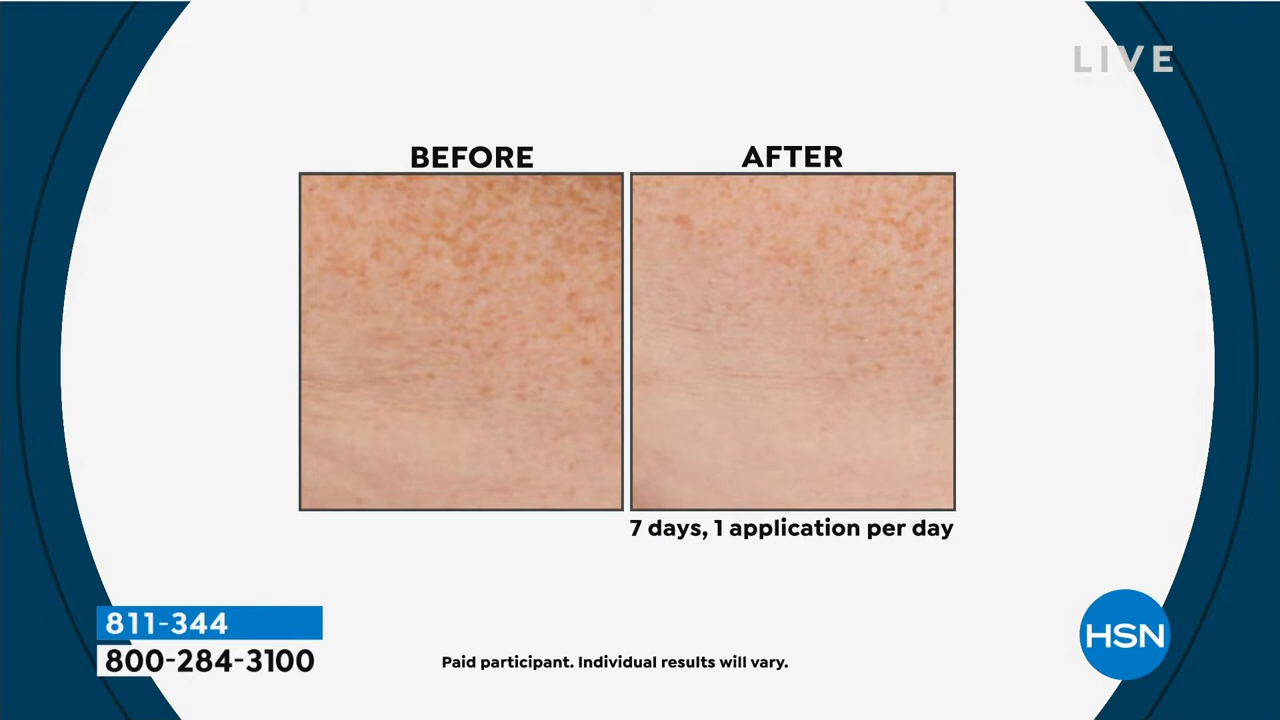 LIVE
BEFORE
AFTER
7 days, 1 application per day
811-344
800-284-3100
Paid participant. Individual results will vary.
HSN